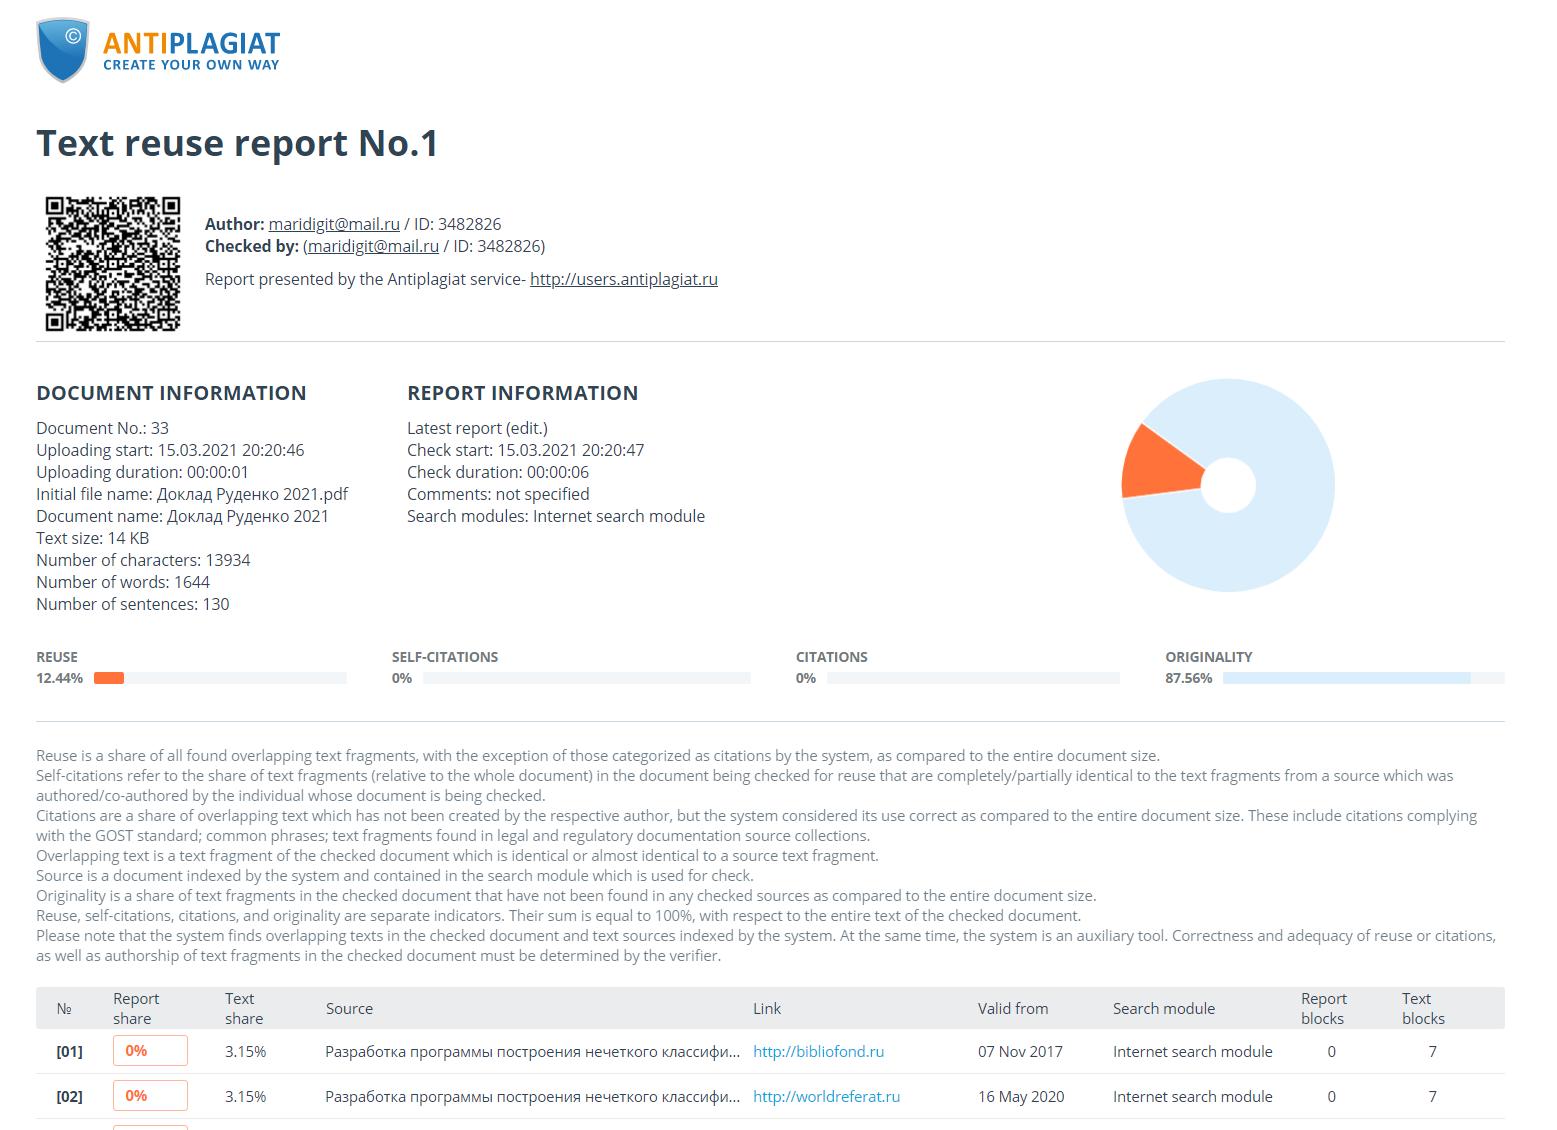 ©
ANTIPLAGIAT
CREATE YOUR OWN WAY
Text reuse report No.1
Author: maridigit@mail.ru / ID: 3482826
Checked by: (maridigit@mail.ru / ID: 3482826)
Report presented by the Antiplagiat service- http://users.antiplagiat.ru
DOCUMENT INFORMATION
Document No.: 33
Uploading start: 15.03.2021 20:20:46
Uploading duration: 00:00:01
Initial file name: Доклад Руденко 2021.pdf
Document name: Доклад Руденко 2021
Text size: 14 KB
Number of characters: 13934
Number of words: 1644
Number of sentences: 130
REPORT INFORMATION
Latest report (edit.)
Check start: 15.03.2021 20:20:47
Check duration: 00:00:06
Comments: not specified
Search modules: Internet search module
REUSE
12.44%
SELF-CITATIONS
0%
CITATIONS
0%
ORIGINALITY
87.56%
Reuse is a share of all found overlapping text fragments, with the exception of those categorized as citations by the system, as compared to the entire document size.
Self-citations refer to the share of text fragments (relative to the whole document) in the document being checked for reuse that are completely/partially identical to the text fragments from a source which was
authored/co-authored by the individual whose document is being checked.
Citations are a share of overlapping text which has not been created by the respective author, but the system considered its use correct as compared to the entire document size. These include citations complying
with the GOST standard; common phrases; text fragments found in legal and regulatory documentation source collections.
Overlapping text is a text fragment of the checked document which is identical or almost identical to a source text fragment.
Source is a document indexed by the system and contained in the search module which is used for check.
Originality is a share of text fragments in the checked document that have not been found in any checked sources as compared to the entire document size.
Reuse, self-citations, citations, and originality are separate indicators. Their sum is equal to 100%, with respect to the entire text of the checked document.
Please note that the system finds overlapping texts in the checked document and text sources indexed by the system. At the same time, the system is an auxiliary tool. Correctness and adequacy of reuse or citations,
as well as authorship of text fragments in the checked document must be determined by the verifier.
№ Report share Text share Source Link Valid from Search module Report blocks Text blocks
[01] 0% 3.15% Разработка программы построения нечеткого классифи... http://bibliofond.ru 07 Nov 2017 Internet search module 0 7
[02] 0% 3.15% Разработка программы построения нечеткого классифи... http://worldreferat.ru 16 May 2020 Internet search module 0 7